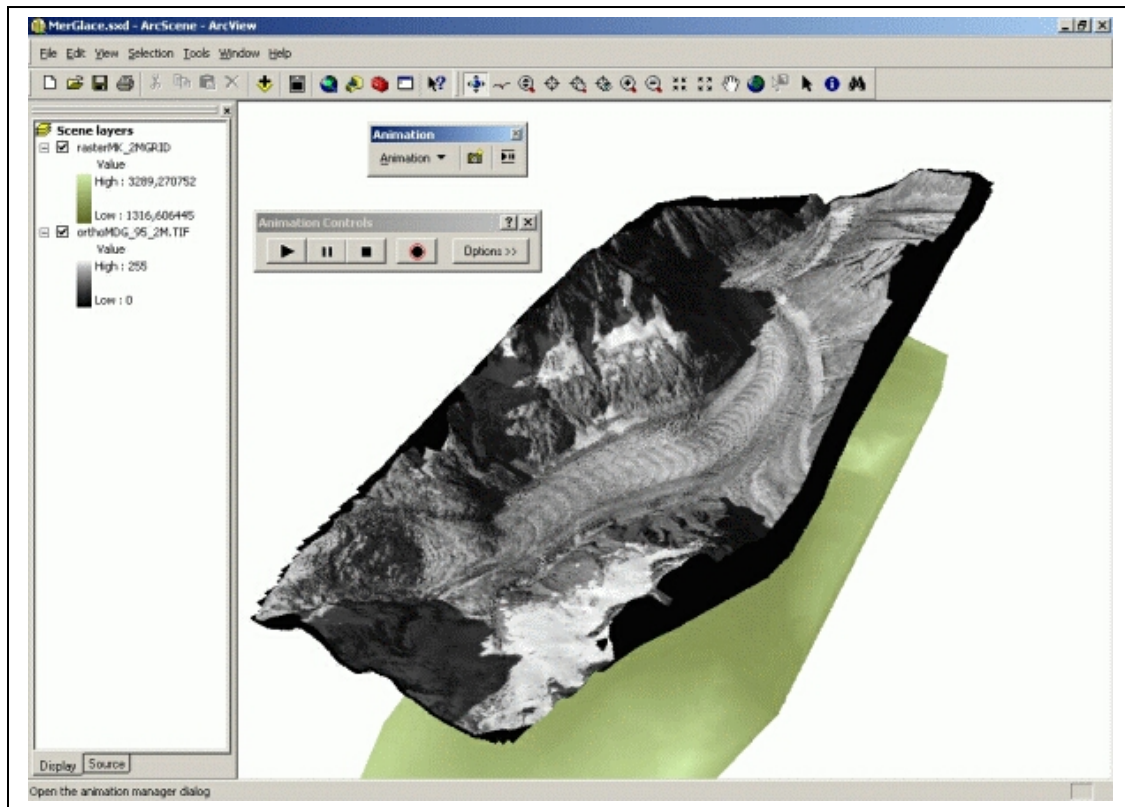 MerGlace.sxd - ArcScene - ArcView
File Edit View Selection Tools Window Help
Scene layers
rasterMK_2MGRID
Value
High : 3289,270752
Low : 1316,606445
orthoMDG_95_2M.TIF
Value
High : 255
Low : 0
Animation
Animation
Animation Controls
Options >>
Display Source
Open the animation manager dialog